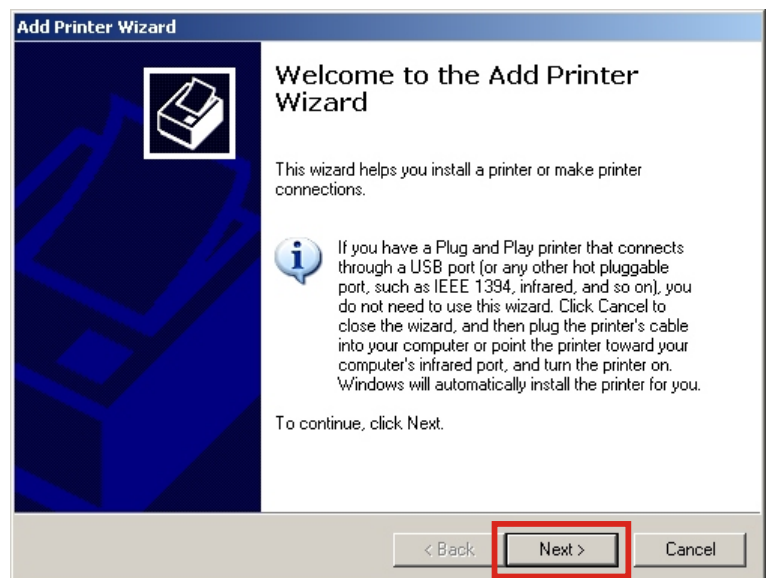 Add Printer Wizard
Welcome to the Add Printer
Wizard
This wizard helps you install a printer or make printer
connections.
If you have a Plug and Play printer that connects
through a USB port (or any other hot pluggable
port, such as IEEE 1394, infrared, and so on), you
do not need to use this wizard. Click Cancel to
close the wizard, and then plug the printer's cable
into your computer or point the printer toward your
computer's infrared port, and turn the printer on.
Windows will automatically install the printer for you.
To continue, click Next.
< Back Next > Cancel